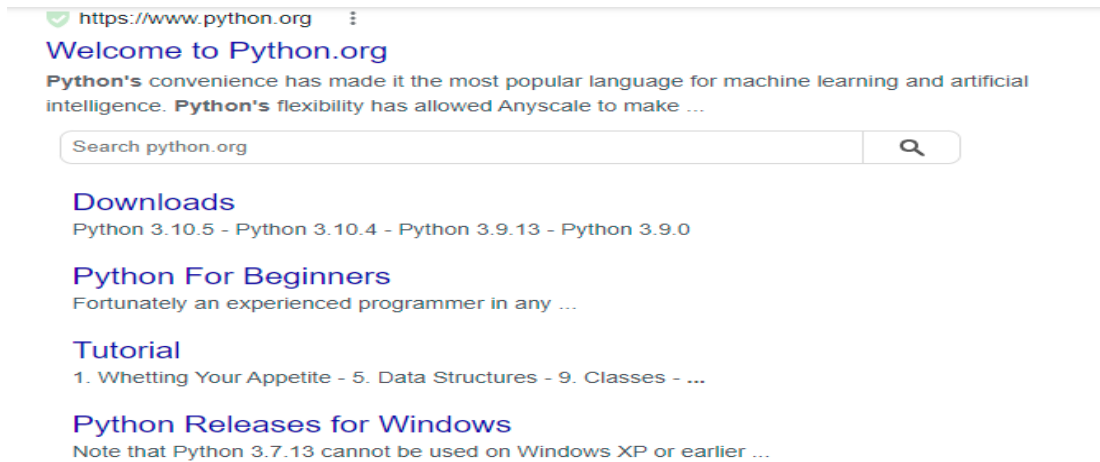 https://www.python.org
Welcome to Python.org
Python's convenience has made it the most popular language for machine learning and artificial
intelligence. Python's flexibility has allowed Anyscale to make ...
Search python.org
Downloads
Python 3.10.5 - Python 3.10.4 - Python 3.9.13 - Python 3.9.0
Python For Beginners
Fortunately an experienced programmer in any ...
Tutorial
1. Whetting Your Appetite - 5. Data Structures - 9. Classes - ...
Python Releases for Windows
Note that Python 3.7.13 cannot be used on Windows XP or earlier ...